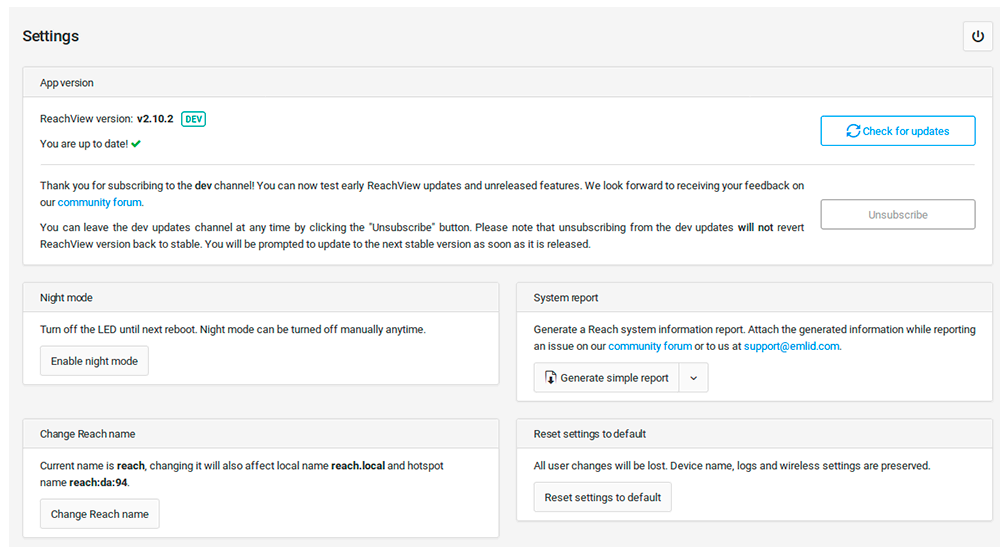 Settings
App version
ReachView version: v2.10.2 DEV
You are up to date!
Check for updates
Thank you for subscribing to the dev channel! You can now test early ReachView updates and unreleased features. We look forward to receiving your feedback on
our community forum.
Unsubscribe
You can leave the dev updates channel at any time by clicking the "Unsubscribe" button. Please note that unsubscribing from the dev updates will not revert
ReachView version back to stable. You will be prompted to update to the next stable version as soon as it is released.
Night mode
Turn off the LED until next reboot. Night mode can be turned off manually anytime.
Enable night mode
System report
Generate a Reach system information report. Attach the generated information while reporting
an issue on our community forum or to us at support@emlid.com.
Generate simple report
Change Reach name
Current name is reach, changing it will also affect local name reach.local and hotspot
name reach:da:94.
Change Reach name
Reset settings to default
All user changes will be lost. Device name, logs and wireless settings are preserved.
Reset settings to default